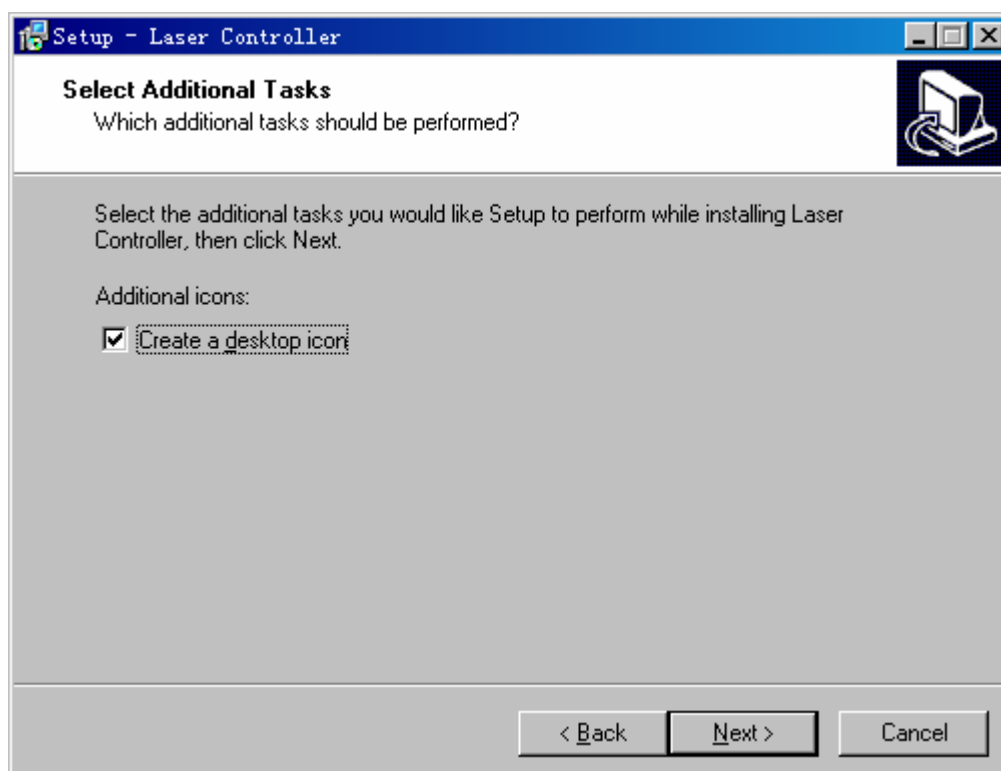 Setup - Laser Controller
Select Additional Tasks
Which additional tasks should be performed?
Select the additional tasks you would like Setup to perform while installing Laser
Controller, then click Next.
Additional icons:
Create a desktop icon
< Back
Next >
Cancel